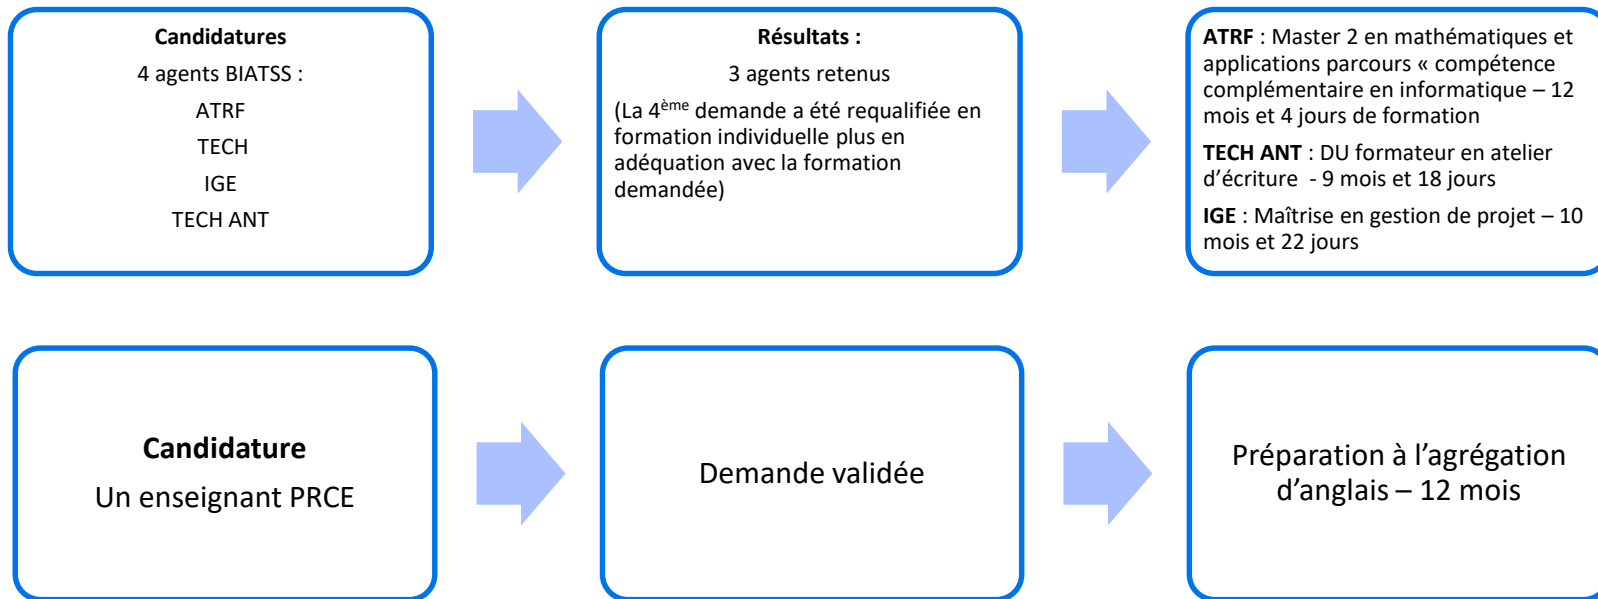 Candidatures
4 agents BIATSS :
ATRF
TECH
IGE
TECH ANT
Résultats :
3 agents retenus
(La 4ème demande a été requalifiée en
formation individuelle plus en
adéquation avec la formation
demandée)
ATRF : Master 2 en mathématiques et
applications parcours « compétence
complémentaire en informatique – 12
mois et 4 jours de formation
TECH ANT : DU formateur en atelier
d’écriture - 9 mois et 18 jours
IGE : Maîtrise en gestion de projet – 10
mois et 22 jours
Candidature
Un enseignant PRCE
Demande validée
Préparation à l’agrégation
d’anglais – 12 mois